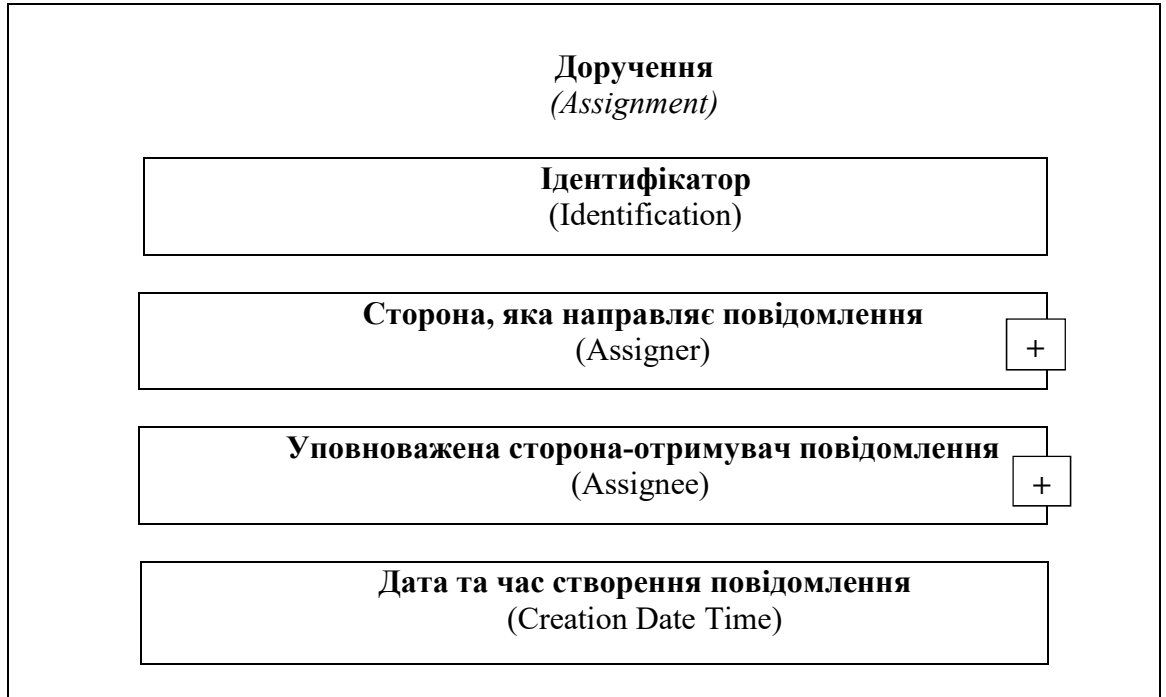 Доручення
(Assignment)
Ідентифікатор
(Identification)
Сторона, яка направляє повідомлення
(Assigner)
+
Уповноважена сторона-отримувач повідомлення
(Assignee)
+
Дата та час створення повідомлення
(Creation Date Time)